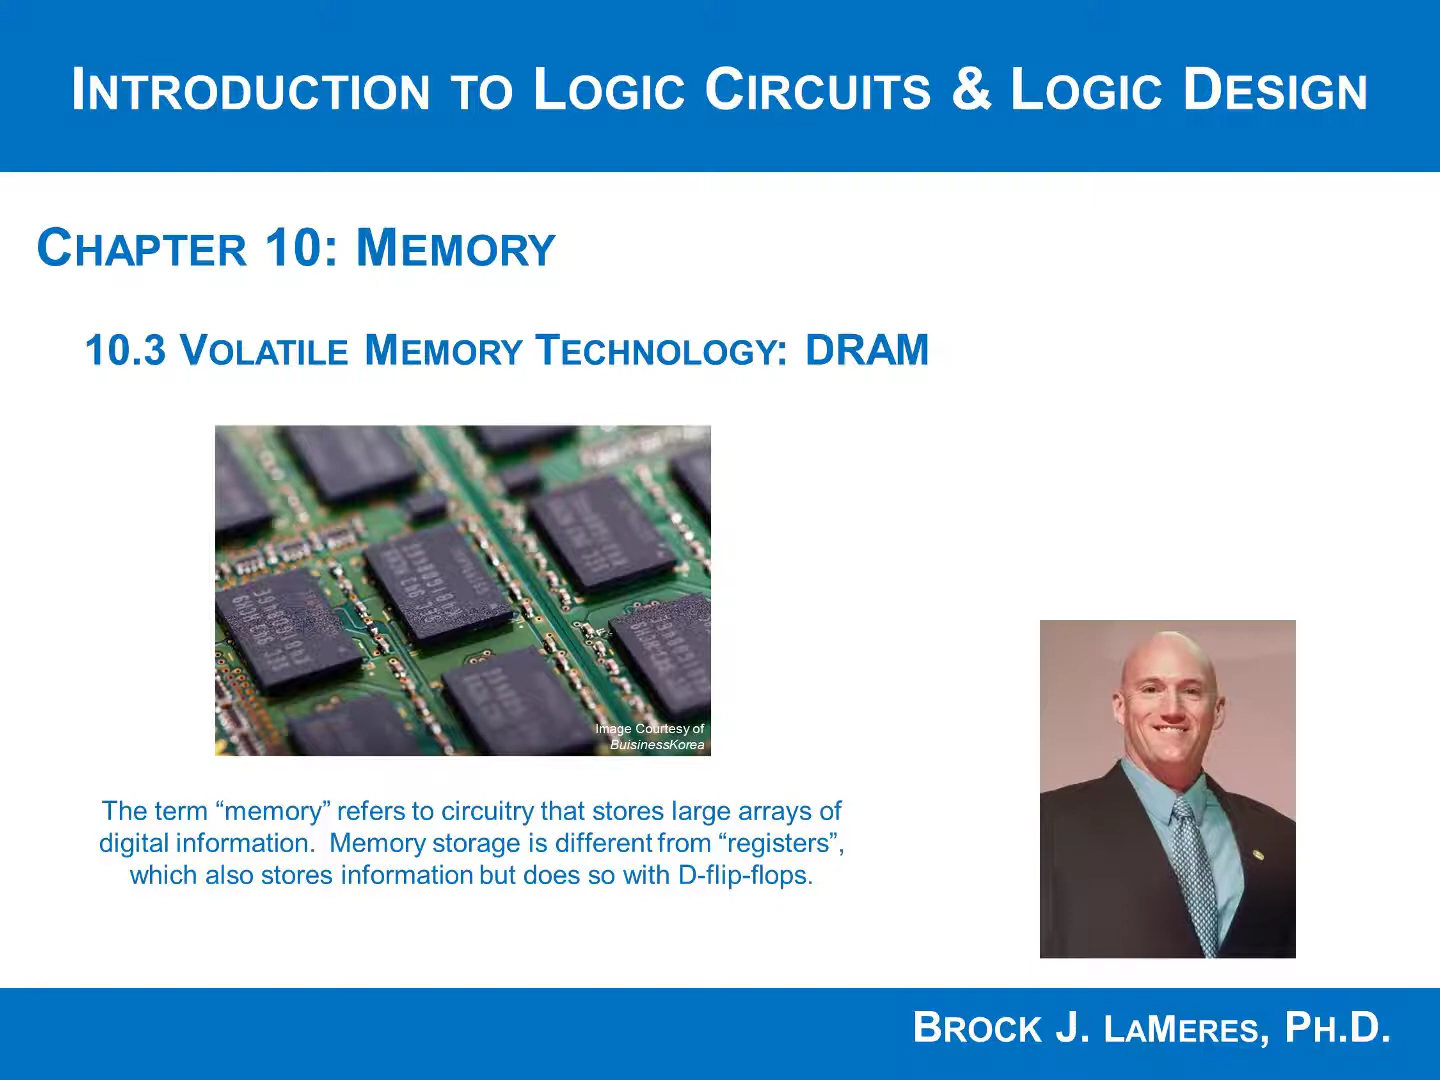 INTRODUCTION TO LOGIC CIRCUITS & LOGIC DESIGN
CHAPTER 10: MEMORY
10.3 VOLATILE MEMORY TECHNOLOGY: DRAM
Image Courtesy of
BuisinessKorea
The term “memory” refers to circuitry that stores large arrays of
digital information.  Memory storage is different from “registers”,
which also stores information but does so with D-flip-flops.
BROCK J. LAMERES, PH.D.